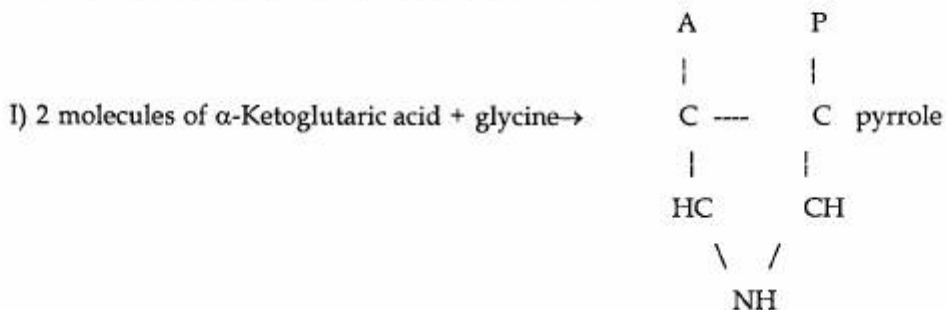 A P
| |
I) 2 molecules of α-Ketoglutaric acid + glycine→ C ---- C pyrrole
| |
HC CH
\ /
NH